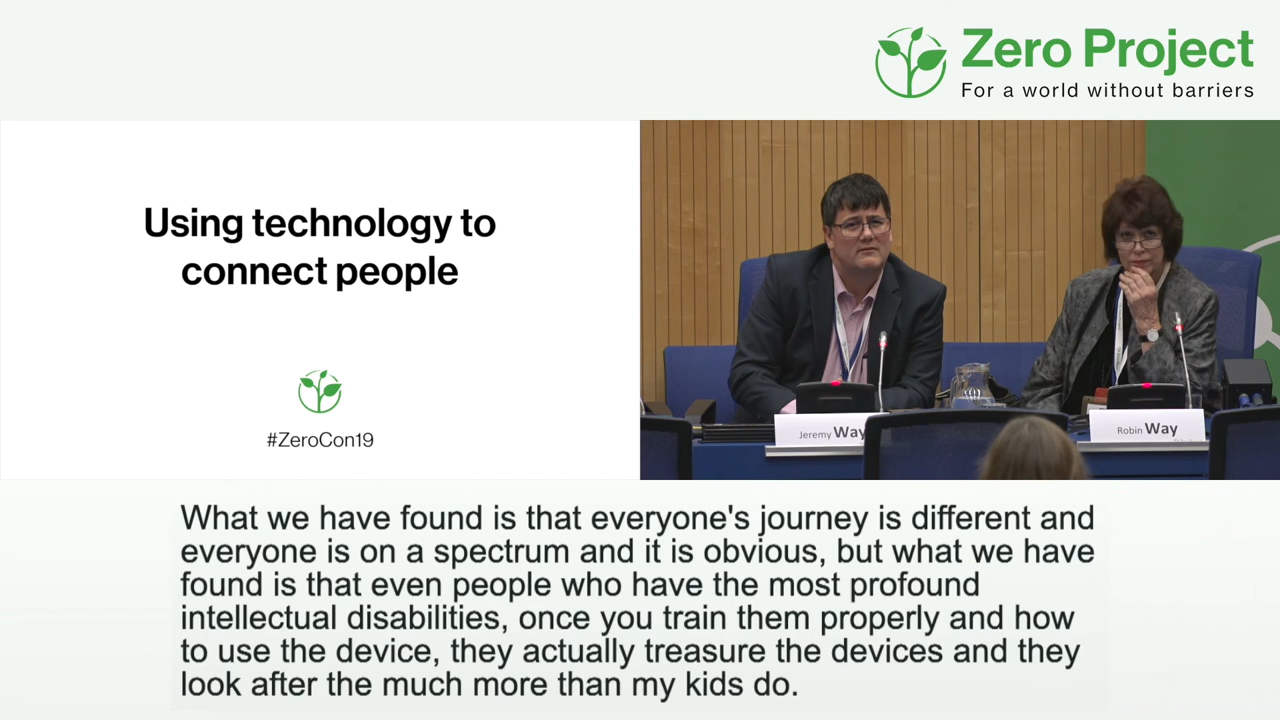 Zero Project
For a world without barriers
Using technology to
connect people
#ZeroCon19
Jeremy Way
Robin Way
What we have found is that everyone's journey is different and
everyone is on a spectrum and it is obvious, but what we have
found is that even people who have the most profound
intellectual disabilities, once you train them properly and how
to use the device, they actually treasure the devices and they
look after the much more than my kids do.